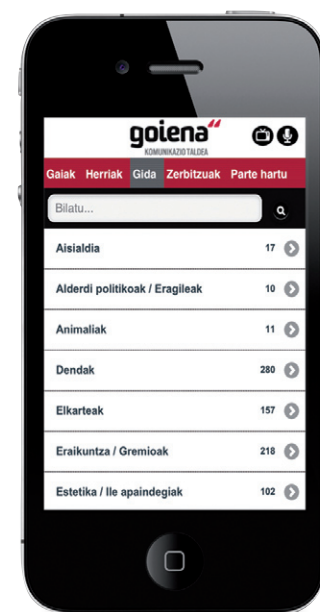 goiena
KOMUNIKAZIO TALDEA
Gaiak Herriak Gida Zerbitzuak Parte hartu
Bilatu...
Aisialdia 17
Alderdi politikoak / Eragileak 10
Animaliak 11
Dendak 280
Elkarteak 157
Eraikuntza / Gremioak 218
Estetika / Ile apaindegiak 102